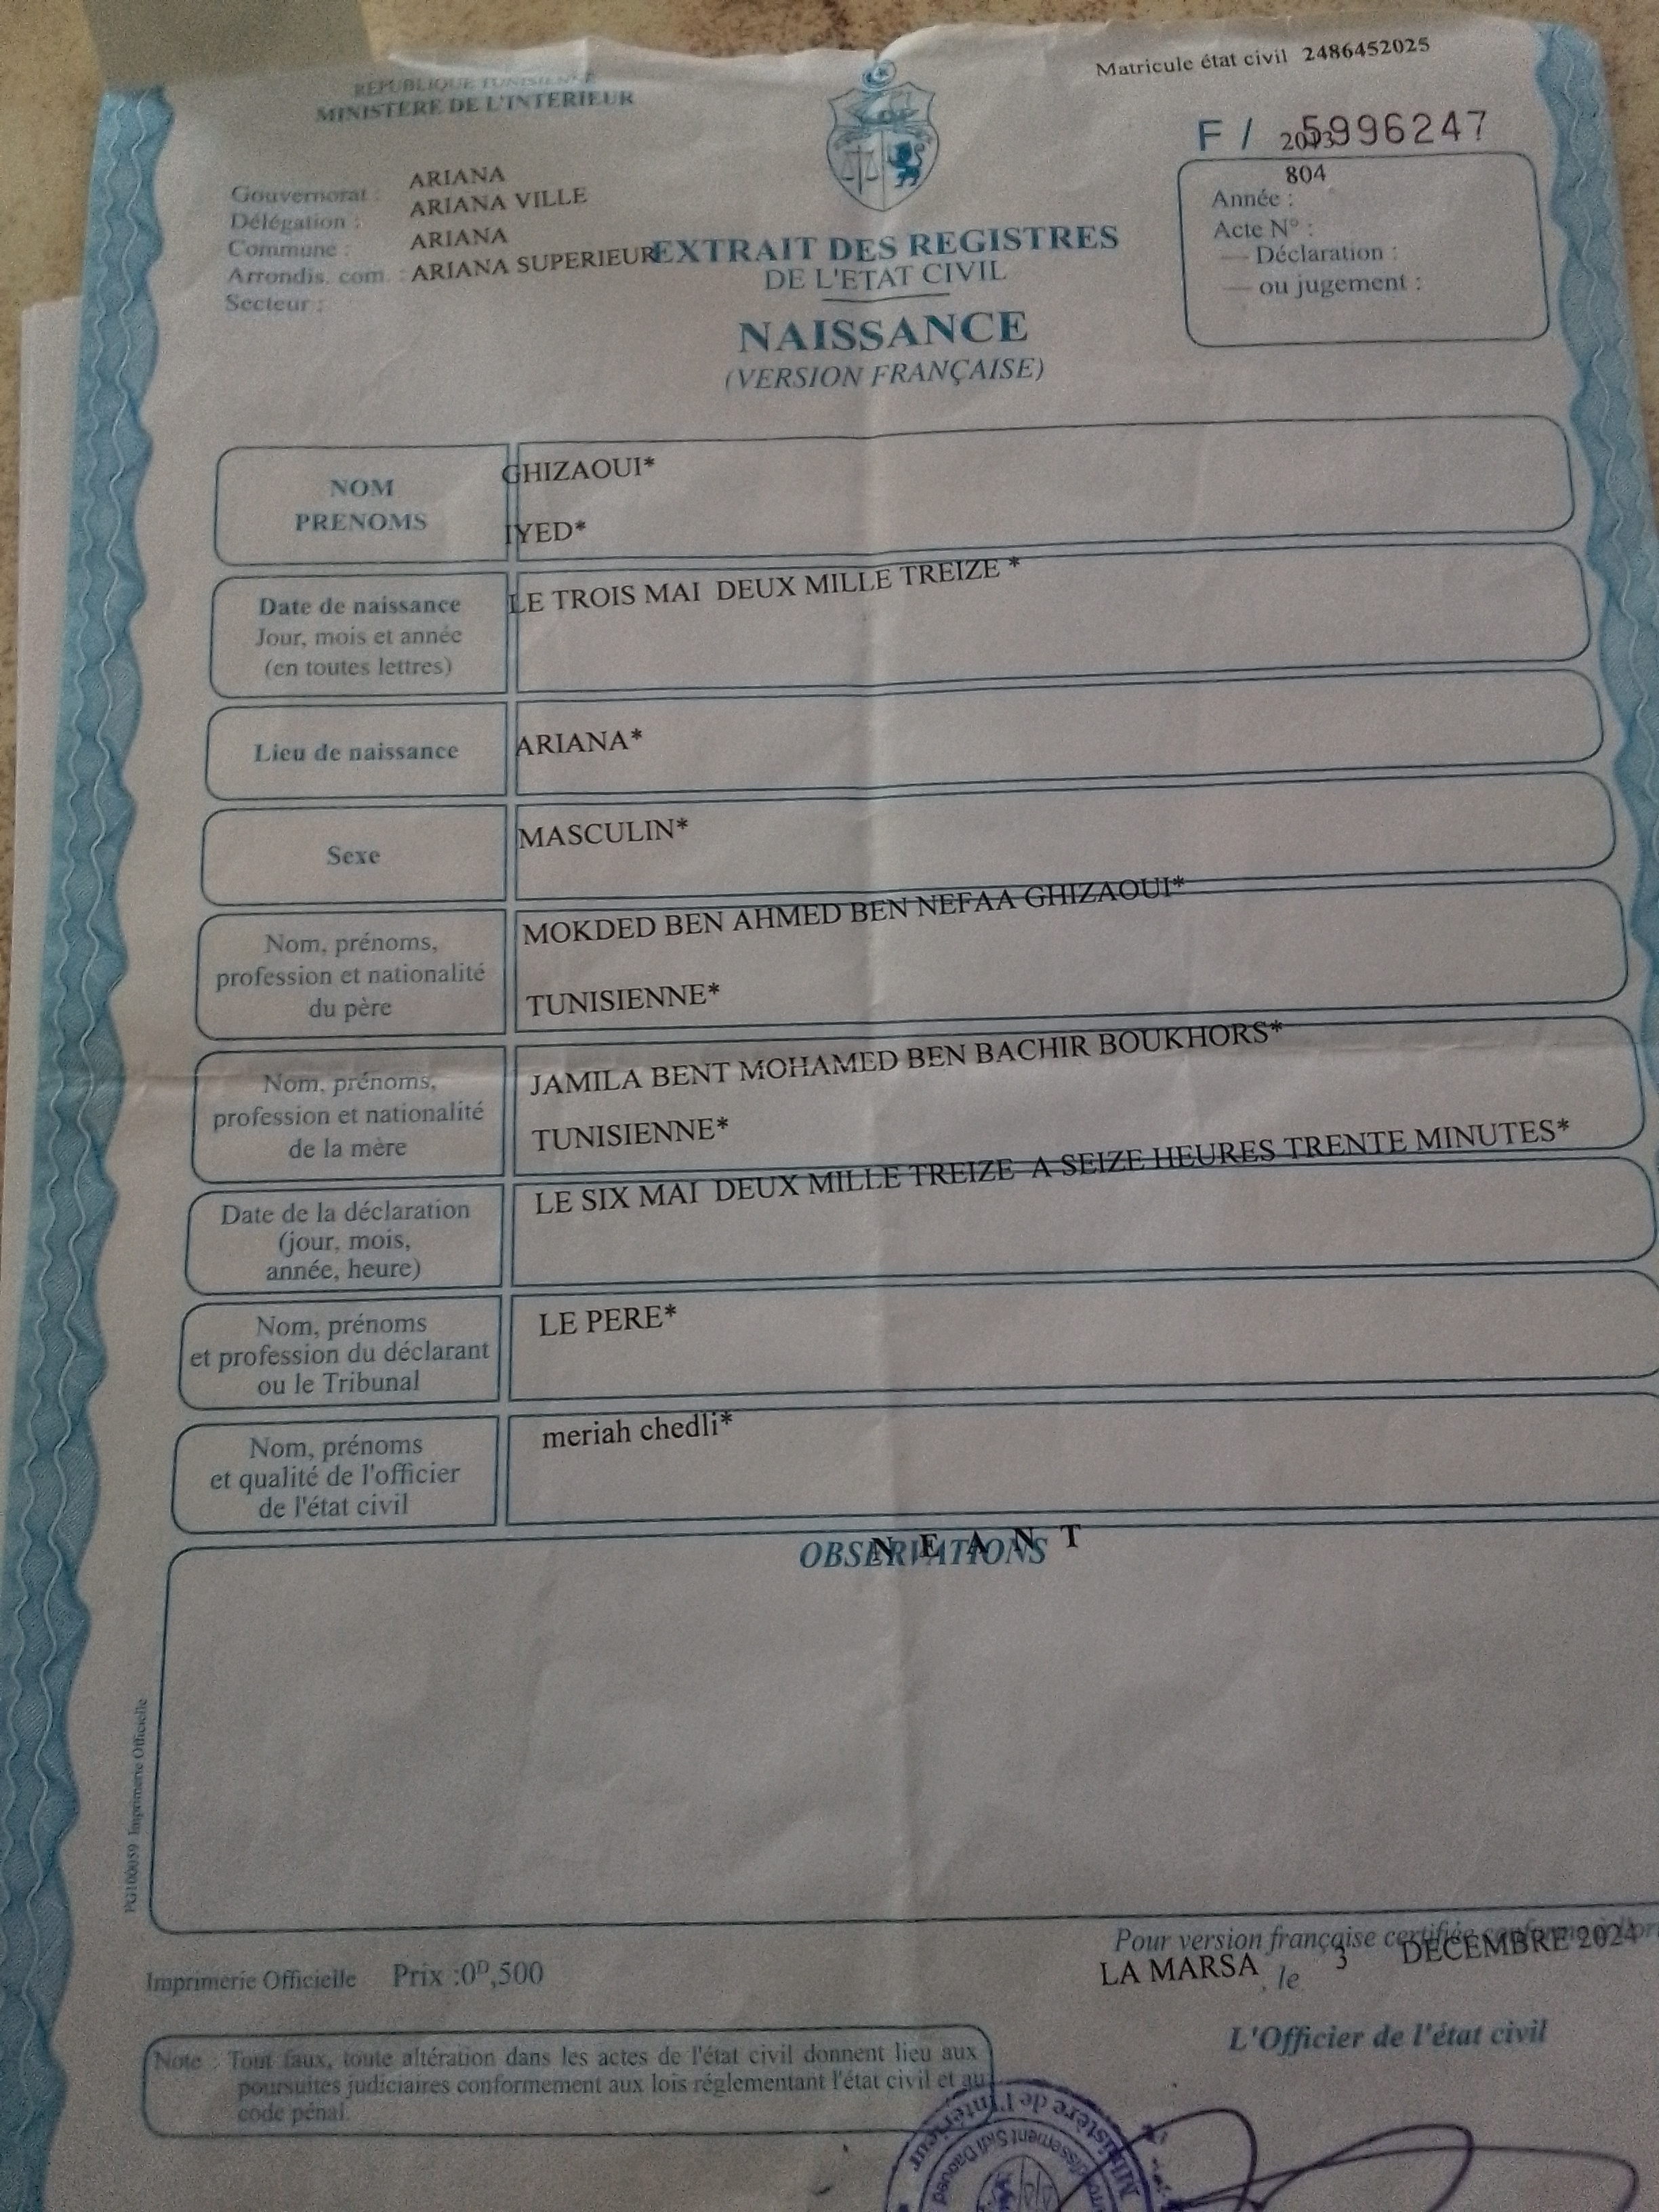 REPUBLIQUE TUNISIENNE
MINISTERE DE L'INTERIEUR
Matricule état civil 2486452025
F / 5996247
2013
804
Année :
Acte N° :
— Déclaration :
— ou jugement :
Gouvernorat : ARIANA
Délégation : ARIANA VILLE
Commune : ARIANA
Arrondis. com. : ARIANA SUPERIEUR
Secteur :
EXTRAIT DES REGISTRES
DE L'ETAT CIVIL
NAISSANCE
(VERSION FRANÇAISE)
NOM GHIZAOUI*
PRENOMS IYED*
Date de naissance LE TROIS MAI DEUX MILLE TREIZE *
Jour, mois et année
(en toutes lettres)
Lieu de naissance ARIANA*
Sexe MASCULIN*
Nom, prénoms, MOKDED BEN AHMED BEN NEFAA GHIZAOUI*
profession et nationalité
du père TUNISIENNE*
Nom, prénoms, JAMILA BENT MOHAMED BEN BACHIR BOUKHORS*
profession et nationalité
de la mère TUNISIENNE*
Date de la déclaration LE SIX MAI DEUX MILLE TREIZE A SEIZE HEURES TRENTE MINUTES*
(jour, mois,
année, heure)
Nom, prénoms LE PERE*
et profession du déclarant
ou le Tribunal
Nom, prénoms meriah chedli*
et qualité de l'officier
de l'état civil
OBSERVATIONS
N E A N T
PG100059 Imprimerie Officielle
Pour version française certifiée conforme à l'ori
LA MARSA , le 3 DECEMBRE 2024
Imprimerie Officielle Prix :0ᴰ,500
L'Officier de l'état civil
Note : Tout faux, toute altération dans les actes de l'état civil donnent lieu aux
poursuites judiciaires conformement aux lois réglementant l'état civil et au
code pénal.
Ministère de l'Intérieur
Sidi Daoued